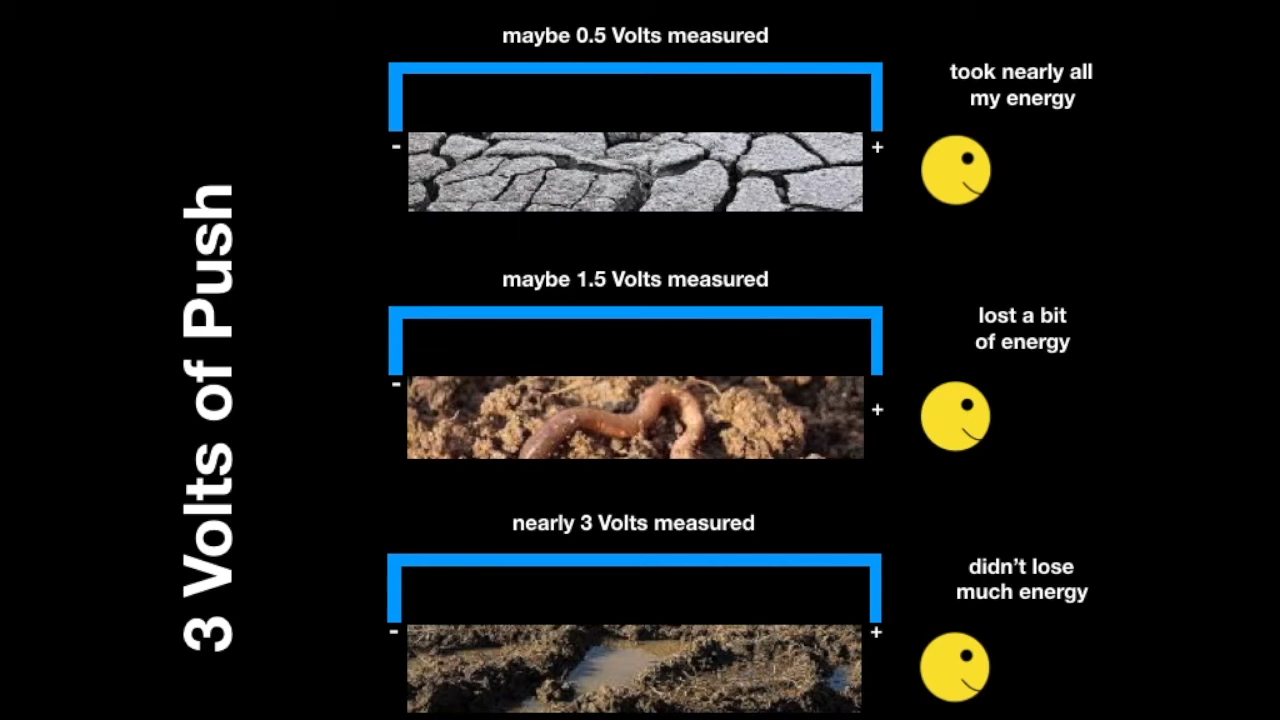 3 Volts of Push
maybe 0.5 Volts measured
took nearly all
my energy
-
+
maybe 1.5 Volts measured
lost a bit
of energy
-
+
nearly 3 Volts measured
didn’t lose
much energy
-
+